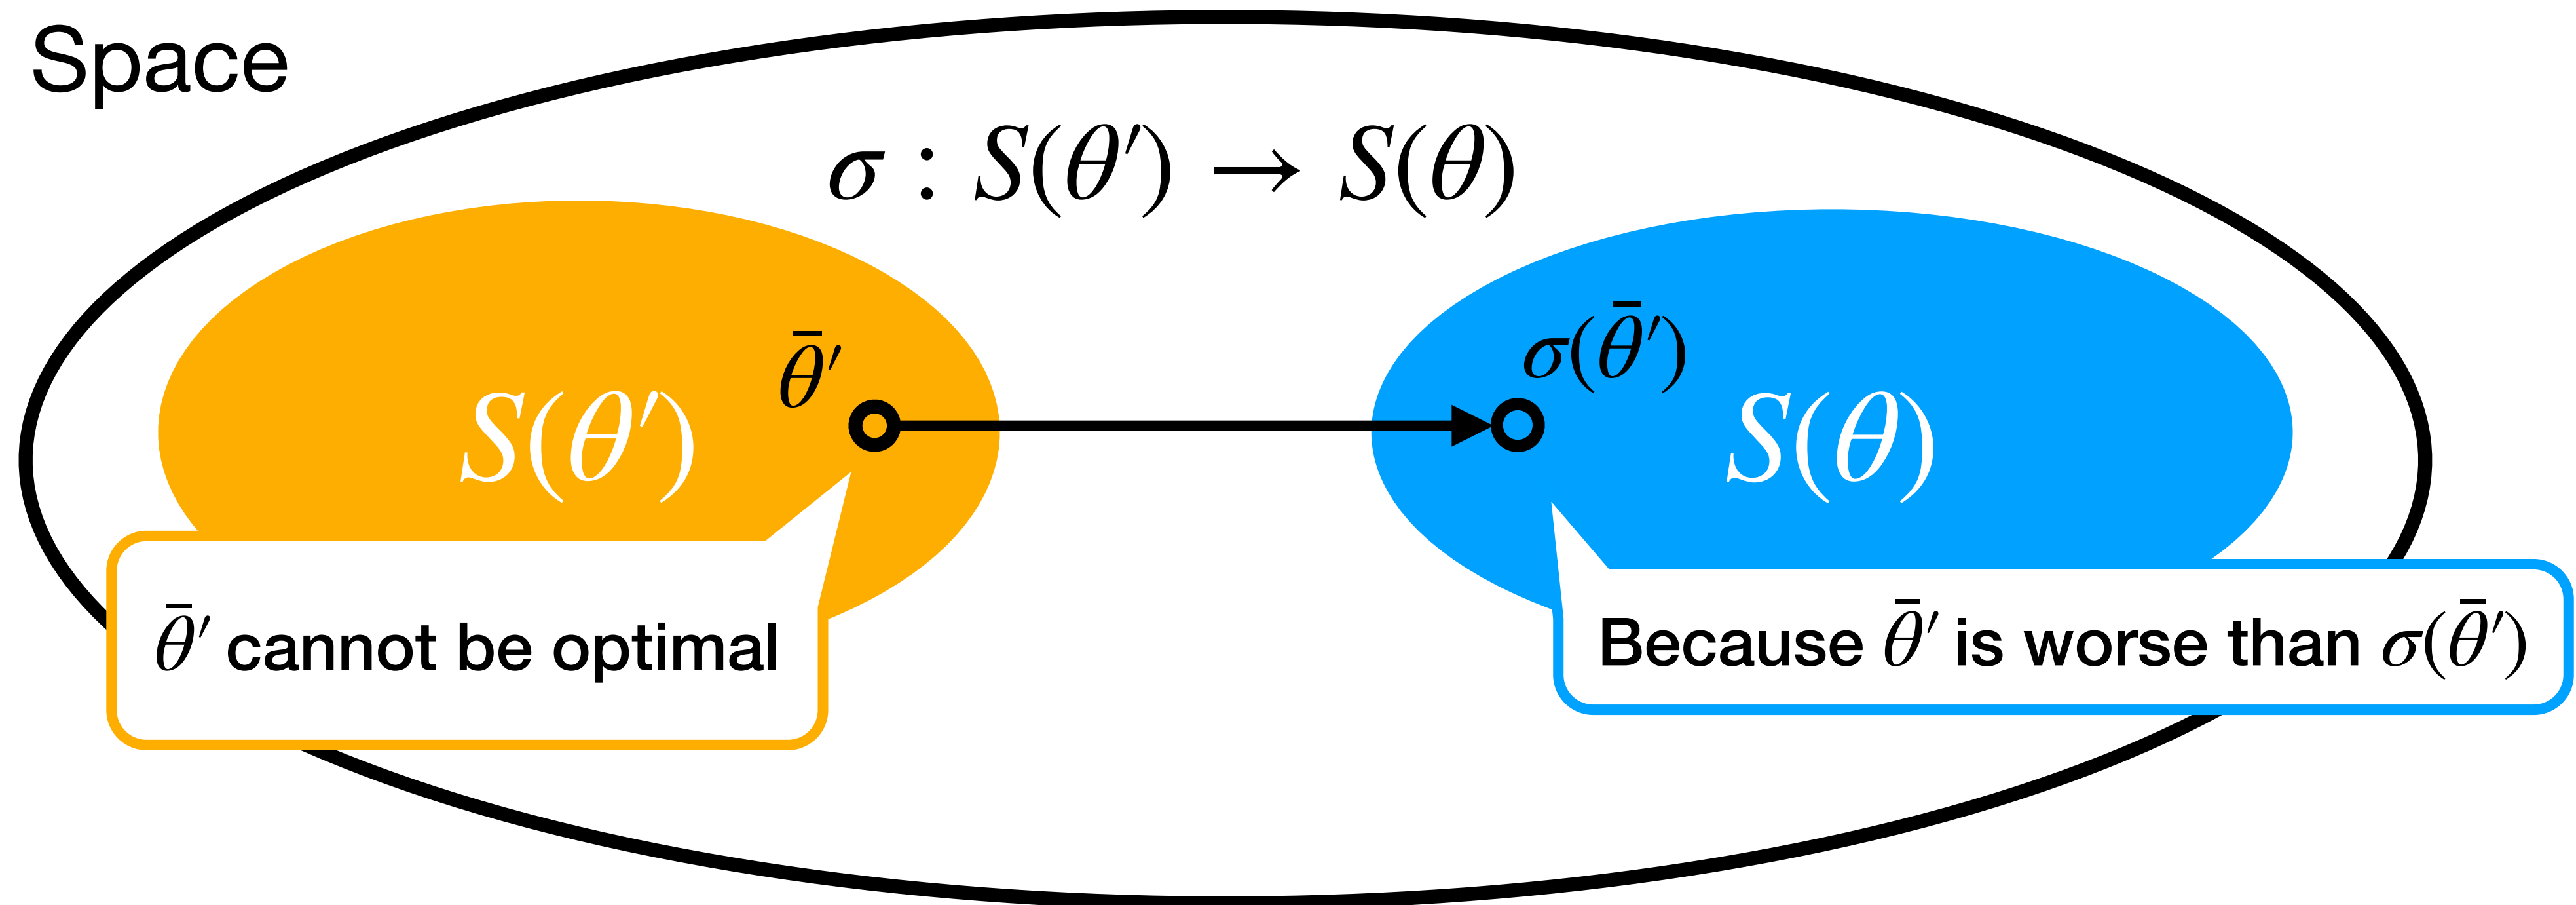 Space
σ : S(θ′) → S(θ)
θ̄′
σ(θ̄′)
S(θ′)
S(θ)
θ̄′ cannot be optimal
Because θ̄′ is worse than σ(θ̄′)